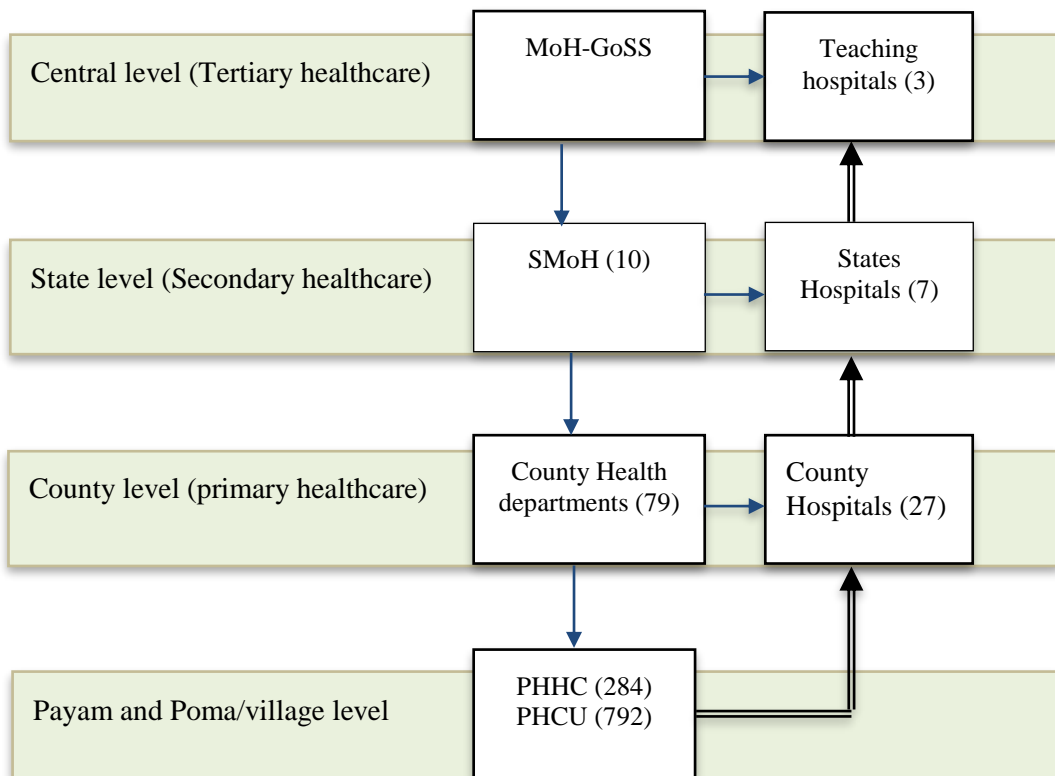 Central level (Tertiary healthcare)
MoH-GoSS
Teaching
hospitals (3)
State level (Secondary healthcare)
SMoH (10)
States
Hospitals (7)
County level (primary healthcare)
County Health
departments (79)
County
Hospitals (27)
Payam and Poma/village level
PHHC (284)
PHCU (792)